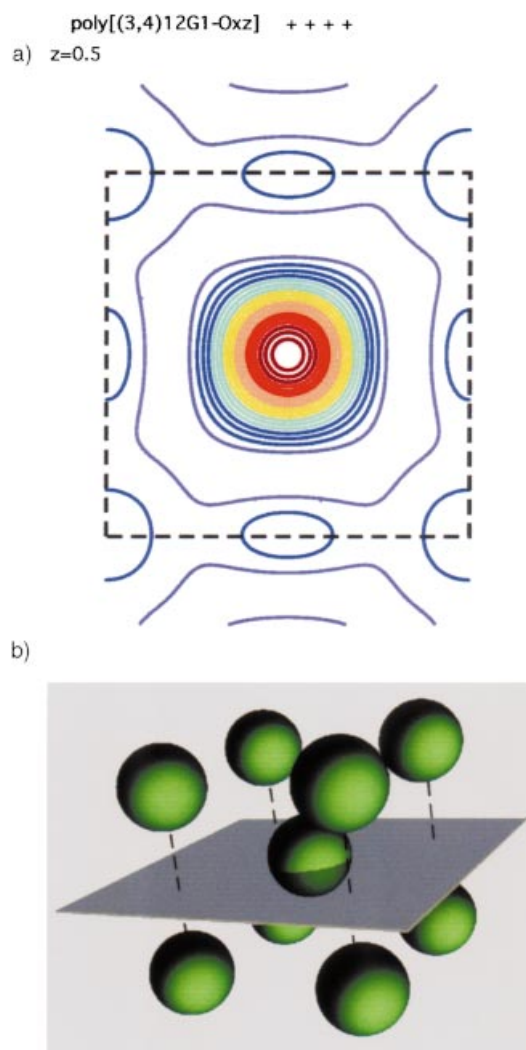 poly[(3,4)12G1-Oxz] + + + +
a) z=0.5
b)